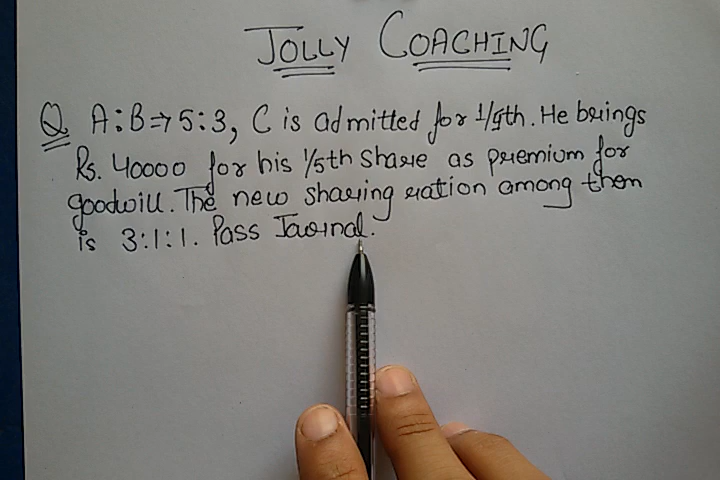 JOLLY COACHING
Q A:B⇒5:3, C is admitted for 1/5th. He brings
Rs. 40000 for his 1/5th share as premium for
goodwill. The new sharing ration among them
is 3:1:1. Pass Journal.